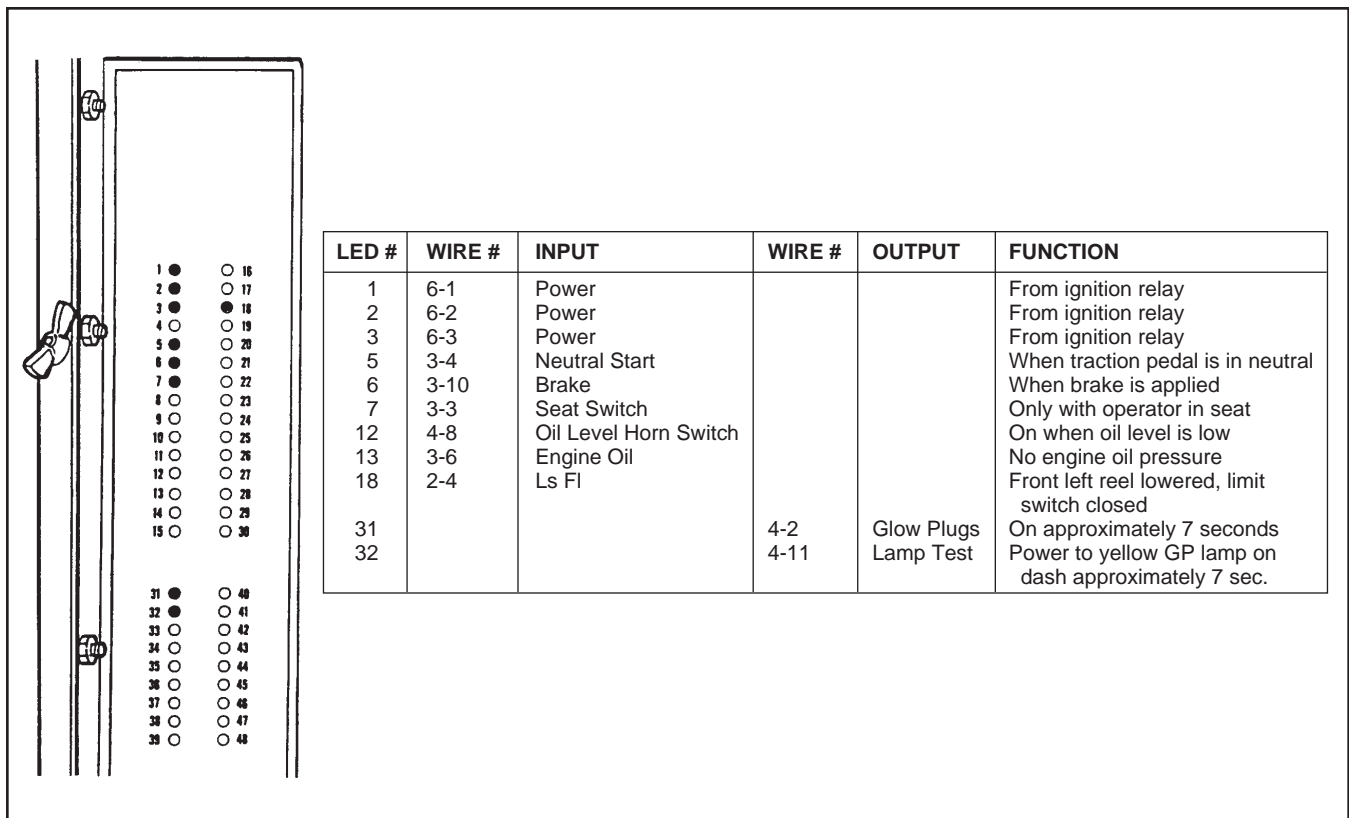 1 16
2 17
3 18
4 19
5 20
6 21
7 22
8 23
9 24
10 25
11 26
12 27
13 28
14 29
15 30
31 40
32 41
33 42
34 43
35 44
36 45
37 46
38 47
39 48
LED # WIRE # INPUT WIRE # OUTPUT FUNCTION
1 6-1 Power From ignition relay
2 6-2 Power From ignition relay
3 6-3 Power From ignition relay
5 3-4 Neutral Start When traction pedal is in neutral
6 3-10 Brake When brake is applied
7 3-3 Seat Switch Only with operator in seat
12 4-8 Oil Level Horn Switch On when oil level is low
13 3-6 Engine Oil No engine oil pressure
18 2-4 Ls Fl Front left reel lowered, limit
switch closed
31 4-2 Glow Plugs On approximately 7 seconds
32 4-11 Lamp Test Power to yellow GP lamp on
dash approximately 7 sec.